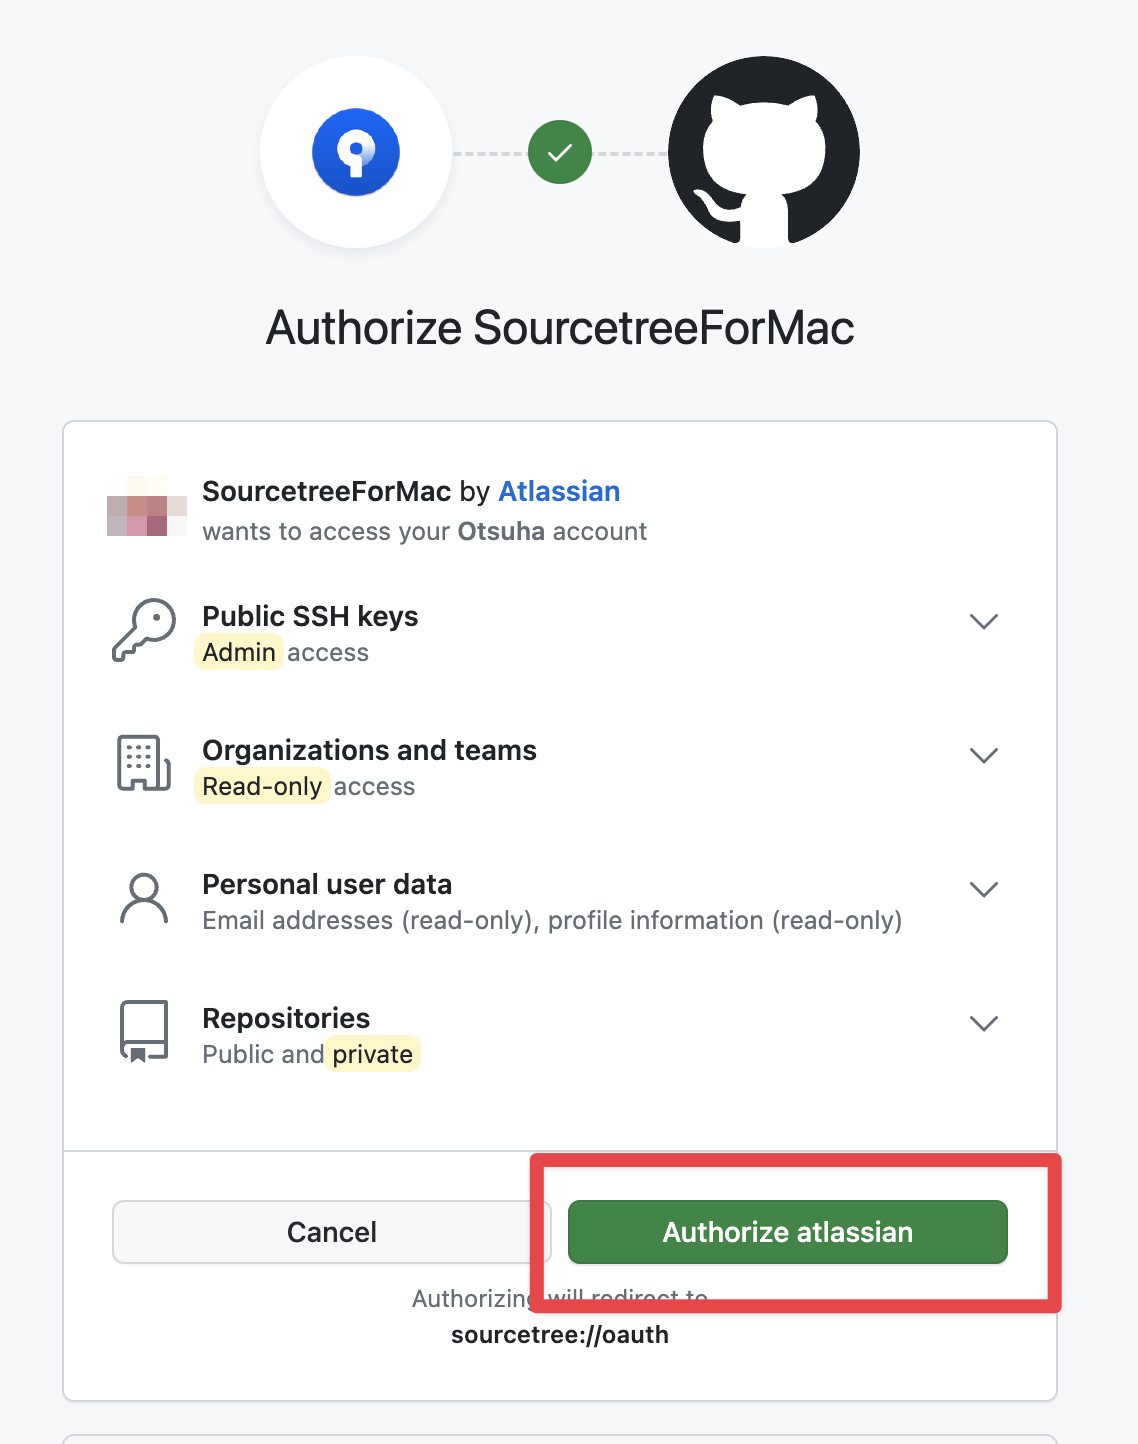 Authorize SourcetreeForMac
SourcetreeForMac by Atlassian
wants to access your Otsuha account
Public SSH keys
Admin access
Organizations and teams
Read-only access
Personal user data
Email addresses (read-only), profile information (read-only)
Repositories
Public and private
Cancel
Authorize atlassian
Authorizing will redirect to
sourcetree://oauth